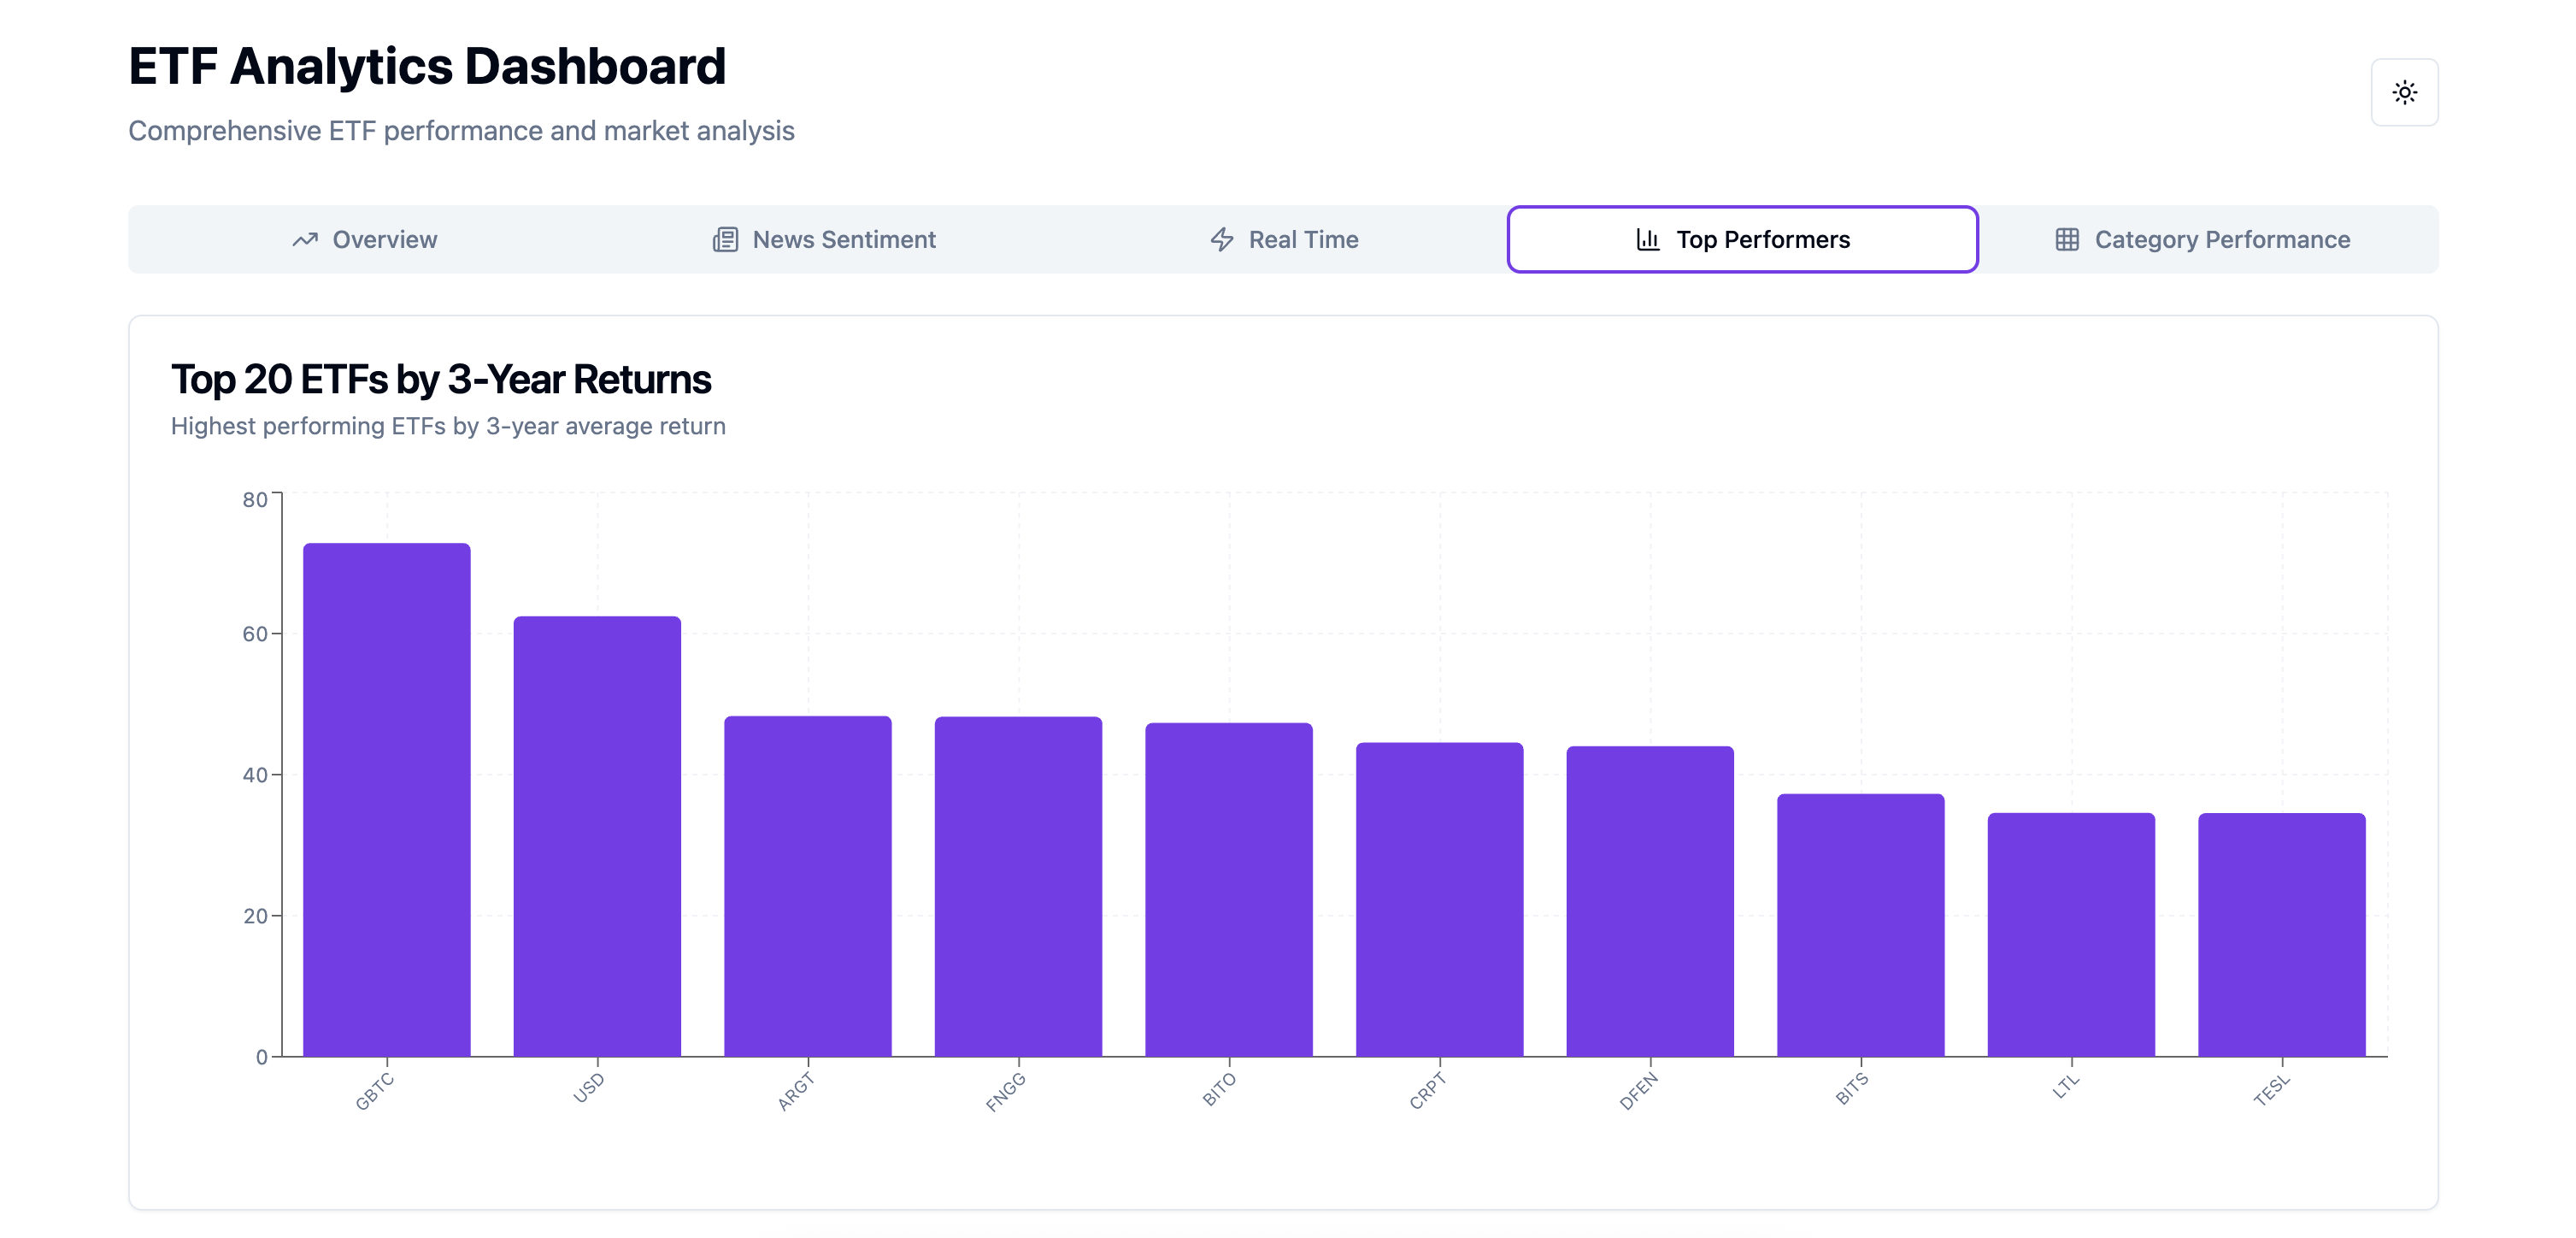 ETF Analytics Dashboard
Comprehensive ETF performance and market analysis
Overview
News Sentiment
Real Time
Top Performers
Category Performance
Top 20 ETFs by 3-Year Returns
Highest performing ETFs by 3-year average return
80
60
40
20
0
GBTC
USD
ARGT
FNGG
BITO
CRPT
DFEN
BITS
LTL
TESL